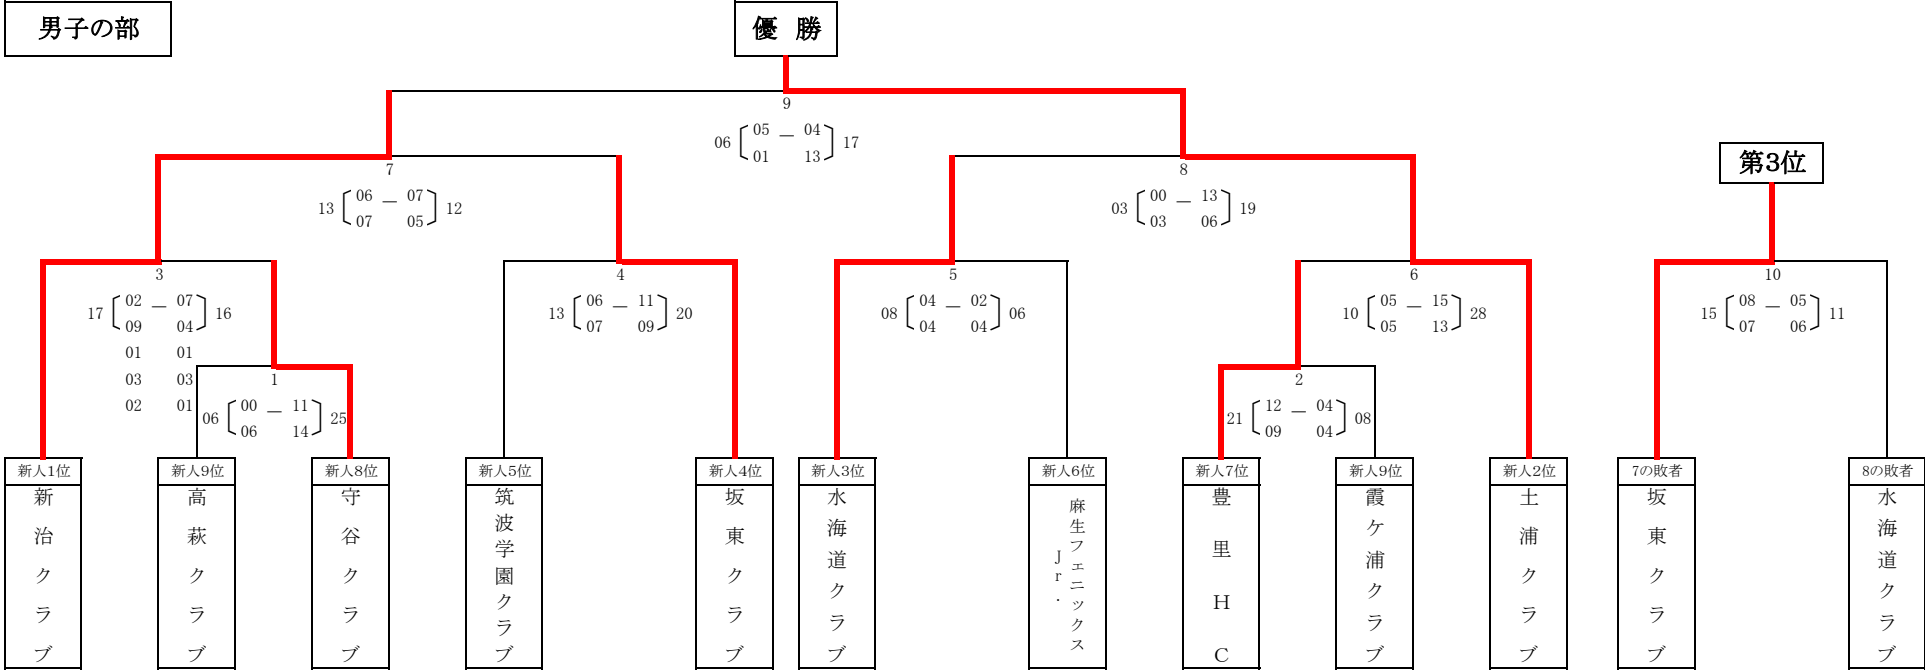 男子の部
優 勝
9
06 05 － 04 17
01 13
第3位
7
13 06 － 07 12
07 05
8
03 00 － 13 19
03 06
3
17 02 － 07 16
09 04
01 01
03 03
02 01
4
13 06 － 11 20
07 09
5
08 04 － 02 06
04 04
6
10 05 － 15 28
05 13
10
15 08 － 05 11
07 06
1
06 00 － 11 25
06 14
2
21 12 － 04 08
09 04
新人1位
新治クラブ
新人9位
高萩クラブ
新人8位
守谷クラブ
新人5位
筑波学園クラブ
新人4位
坂東クラブ
新人3位
水海道クラブ
新人6位
麻生フェニックス
Jr.
新人7位
豊里HC
新人9位
霞ケ浦クラブ
新人2位
土浦クラブ
7の敗者
坂東クラブ
8の敗者
水海道クラブ